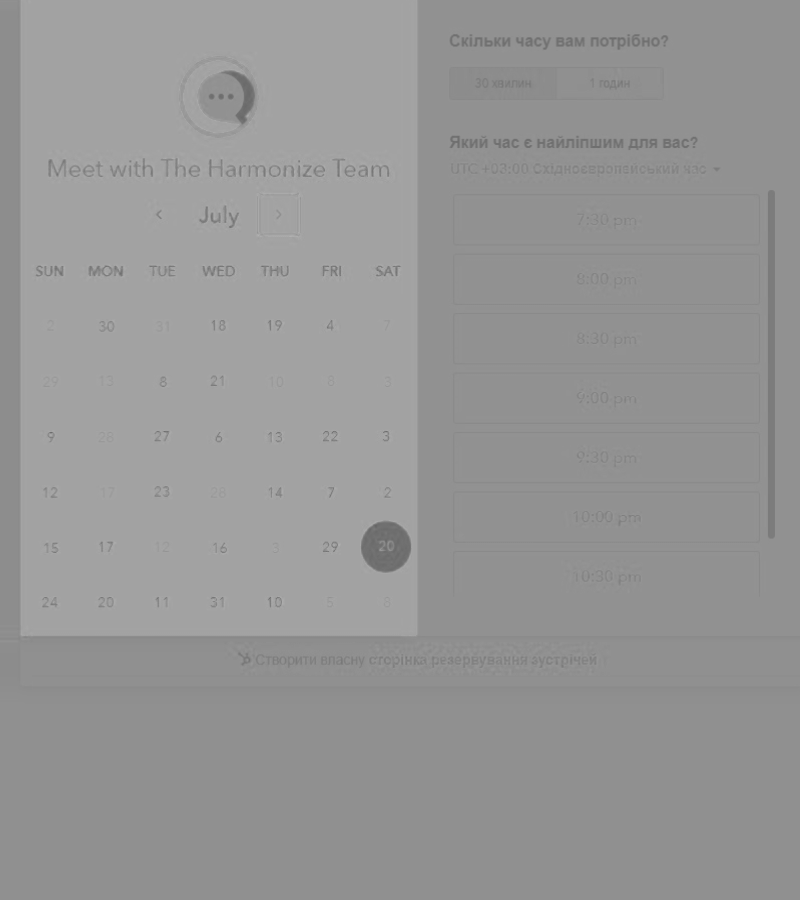 Meet with The Harmonize Team
July
SUN MON TUE WED THU FRI SAT
2 30 31 18 19 4 7
29 13 8 21 10 6 3
9 28 27 6 13 22 3
12 17 23 28 14 7 2
15 17 12 16 3 29 20
24 20 11 31 10 5 8
Скільки часу вам потрібно?
30 хвилин 1 годин
Який час є найліпшим для вас?
UTC +03:00 Східноєвропейський час
7:30 pm
8:00 pm
8:30 pm
9:00 pm
9:30 pm
10:00 pm
10:30 pm
Створити власну сторінка резервування зустрічей